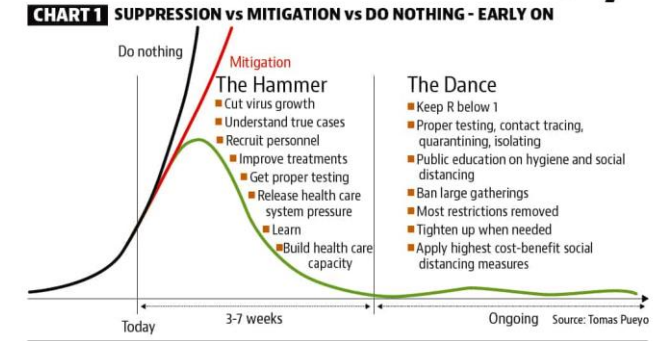 CHART 1 SUPPRESSION vs MITIGATION vs DO NOTHING - EARLY ON
Do nothing
Mitigation
The Hammer
Cut virus growth
Understand true cases
Recruit personnel
Improve treatments
Get proper testing
Release health care
system pressure
Learn
Build health care
capacity
The Dance
Keep R below 1
Proper testing, contact tracing,
quarantining, isolating
Public education on hygiene and social
distancing
Ban large gatherings
Most restrictions removed
Tighten up when needed
Apply highest cost-benefit social
distancing measures
Today
3-7 weeks
Ongoing
Source: Tomas Pueyo